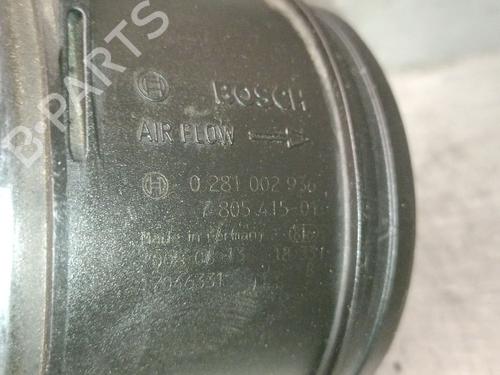 B-PARTS
BOSCH
AIR FLOW
0 281 002 936
7 805 415-01
Made in Germany